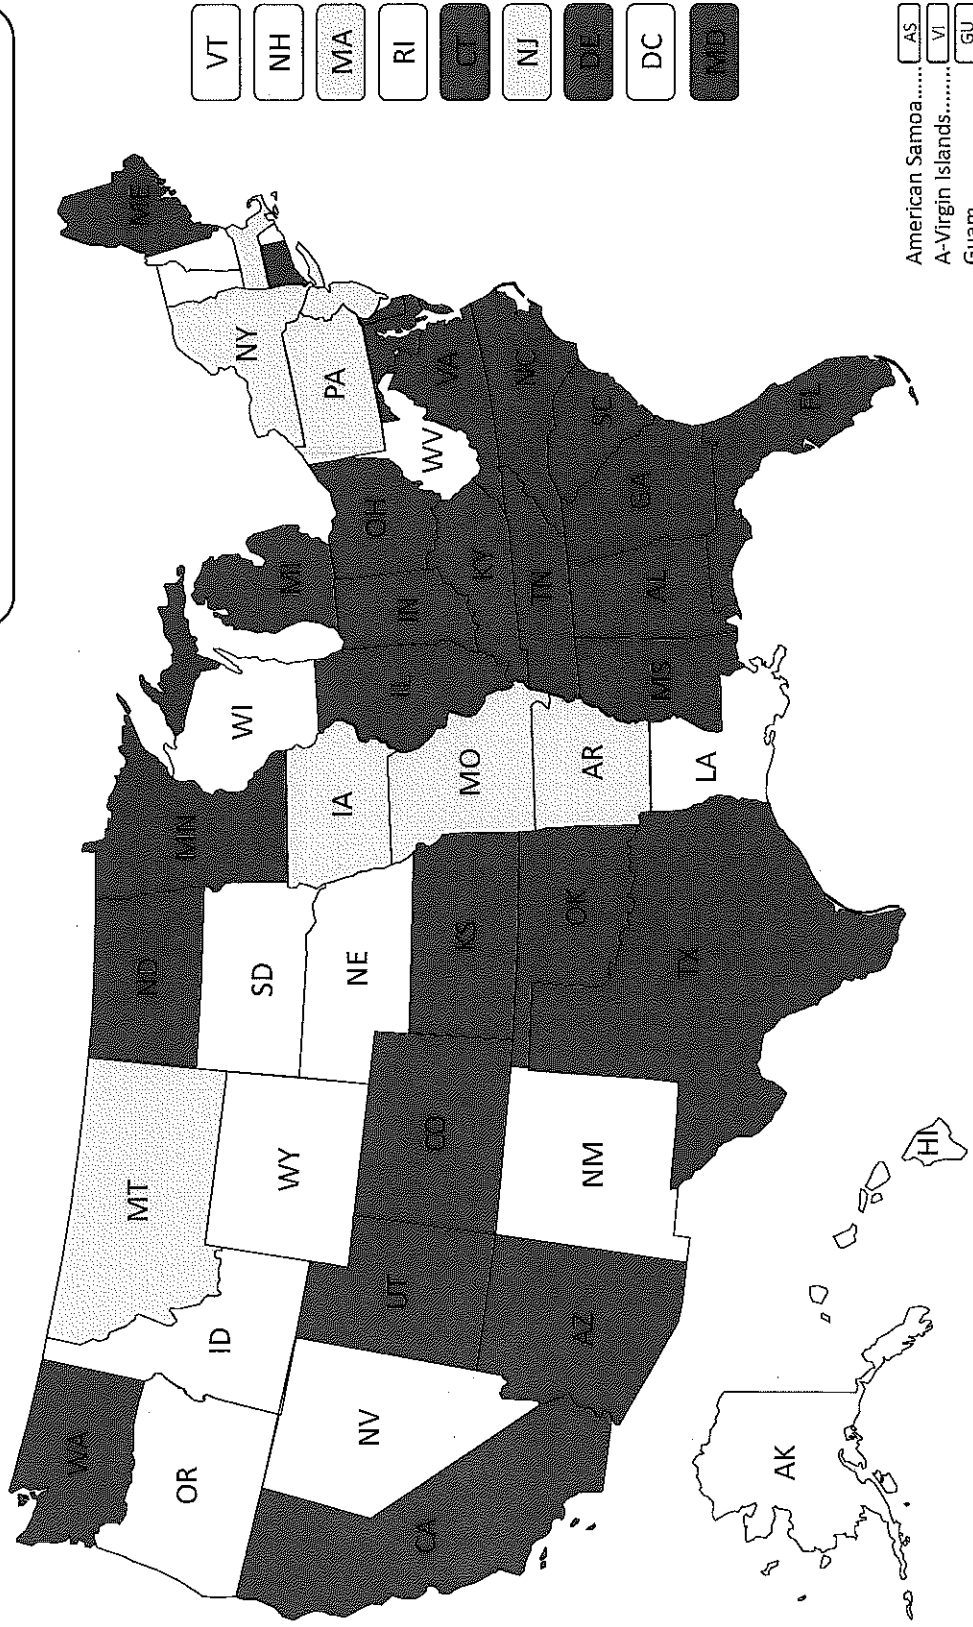 WA
OR
CA
ID
NV
MT
WY
UT
AZ
CO
NM
ND
SD
NE
KS
OK
TX
MN
IA
MO
AR
LA
WI
IL
MS
MI
IN
KY
TN
AL
OH
GA
WV
VA
NC
SC
FL
PA
NY
ME
AK
HI
VT
NH
MA
RI
CT
NJ
DE
DC
MD
American Samoa...... AS
A-Virgin Islands........ VI
Guam GU